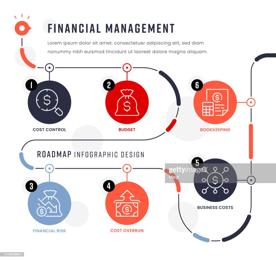 FINANCIAL MANAGEMENT
Lorem ipsum dolor sit amet, consectetuer adipiscing elit, sed diam
nonummy nibh euismod tincidunt ut laoreet dolore magna aliquam.
1
2
6
COST CONTROL
BUDGET
BOOKKEEPING
ROADMAP INFOGRAPHIC DESIGN
gettyimages
3
4
5
FINANCIAL RISK
COST OVERRUN
BUSINESS COSTS